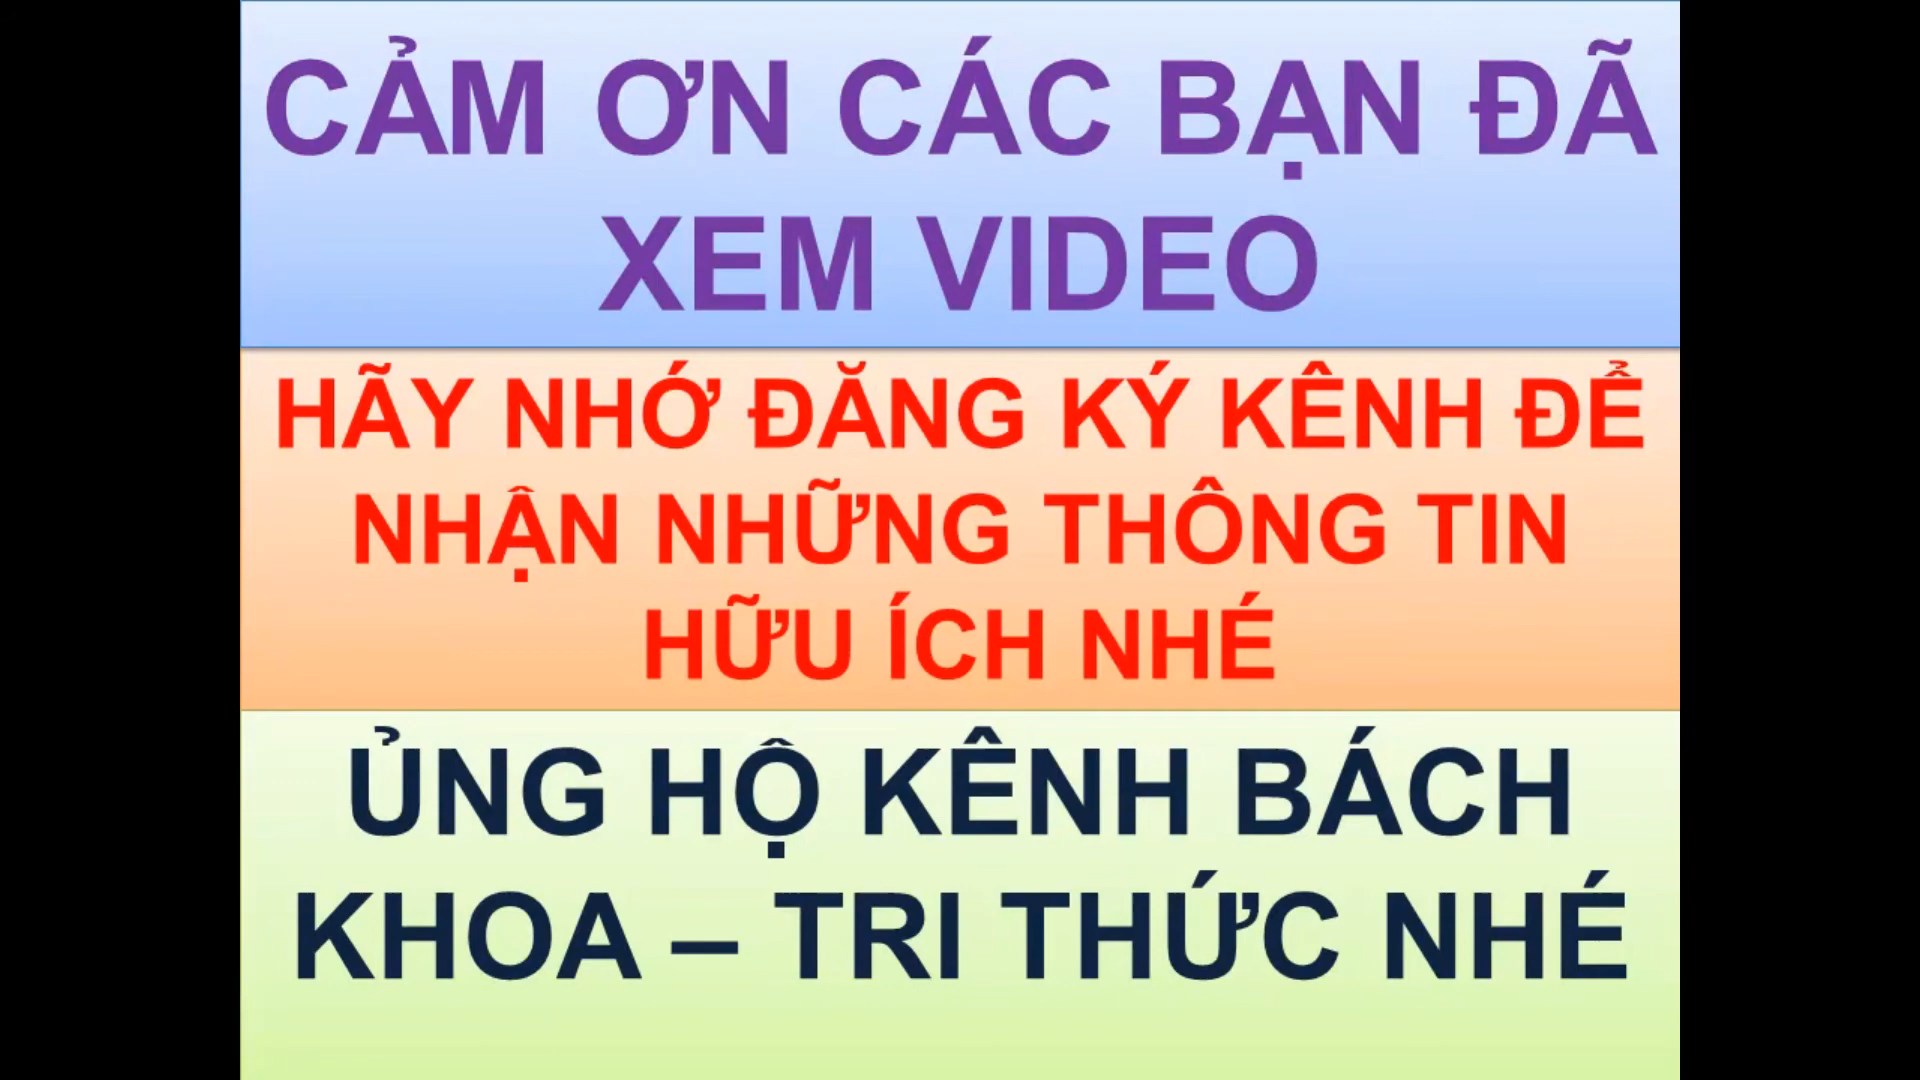 CẢM ƠN CÁC BẠN ĐÃ
XEM VIDEO
HÃY NHỚ ĐĂNG KÝ KÊNH ĐỂ
NHẬN NHỮNG THÔNG TIN
HỮU ÍCH NHÉ
ỦNG HỘ KÊNH BÁCH
KHOA – TRI THỨC NHÉ